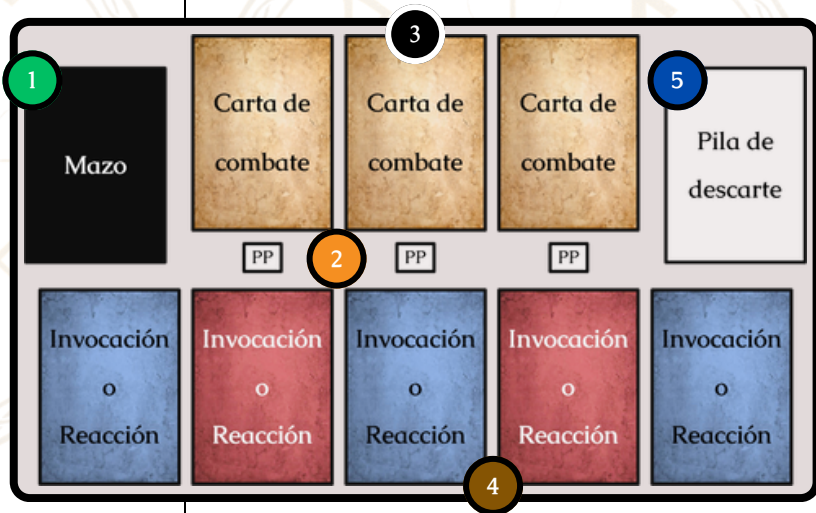 3
1
5
Mazo
Carta de
combate
Carta de
combate
Carta de
combate
Pila de
descarte
PP
2
PP
PP
Invocación
o
Reacción
Invocación
o
Reacción
Invocación
o
Reacción
Invocación
o
Reacción
Invocación
o
Reacción
4